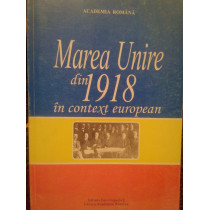 ACADEMIA ROMÂNĂ
Marea Unire
din 1918
în context european